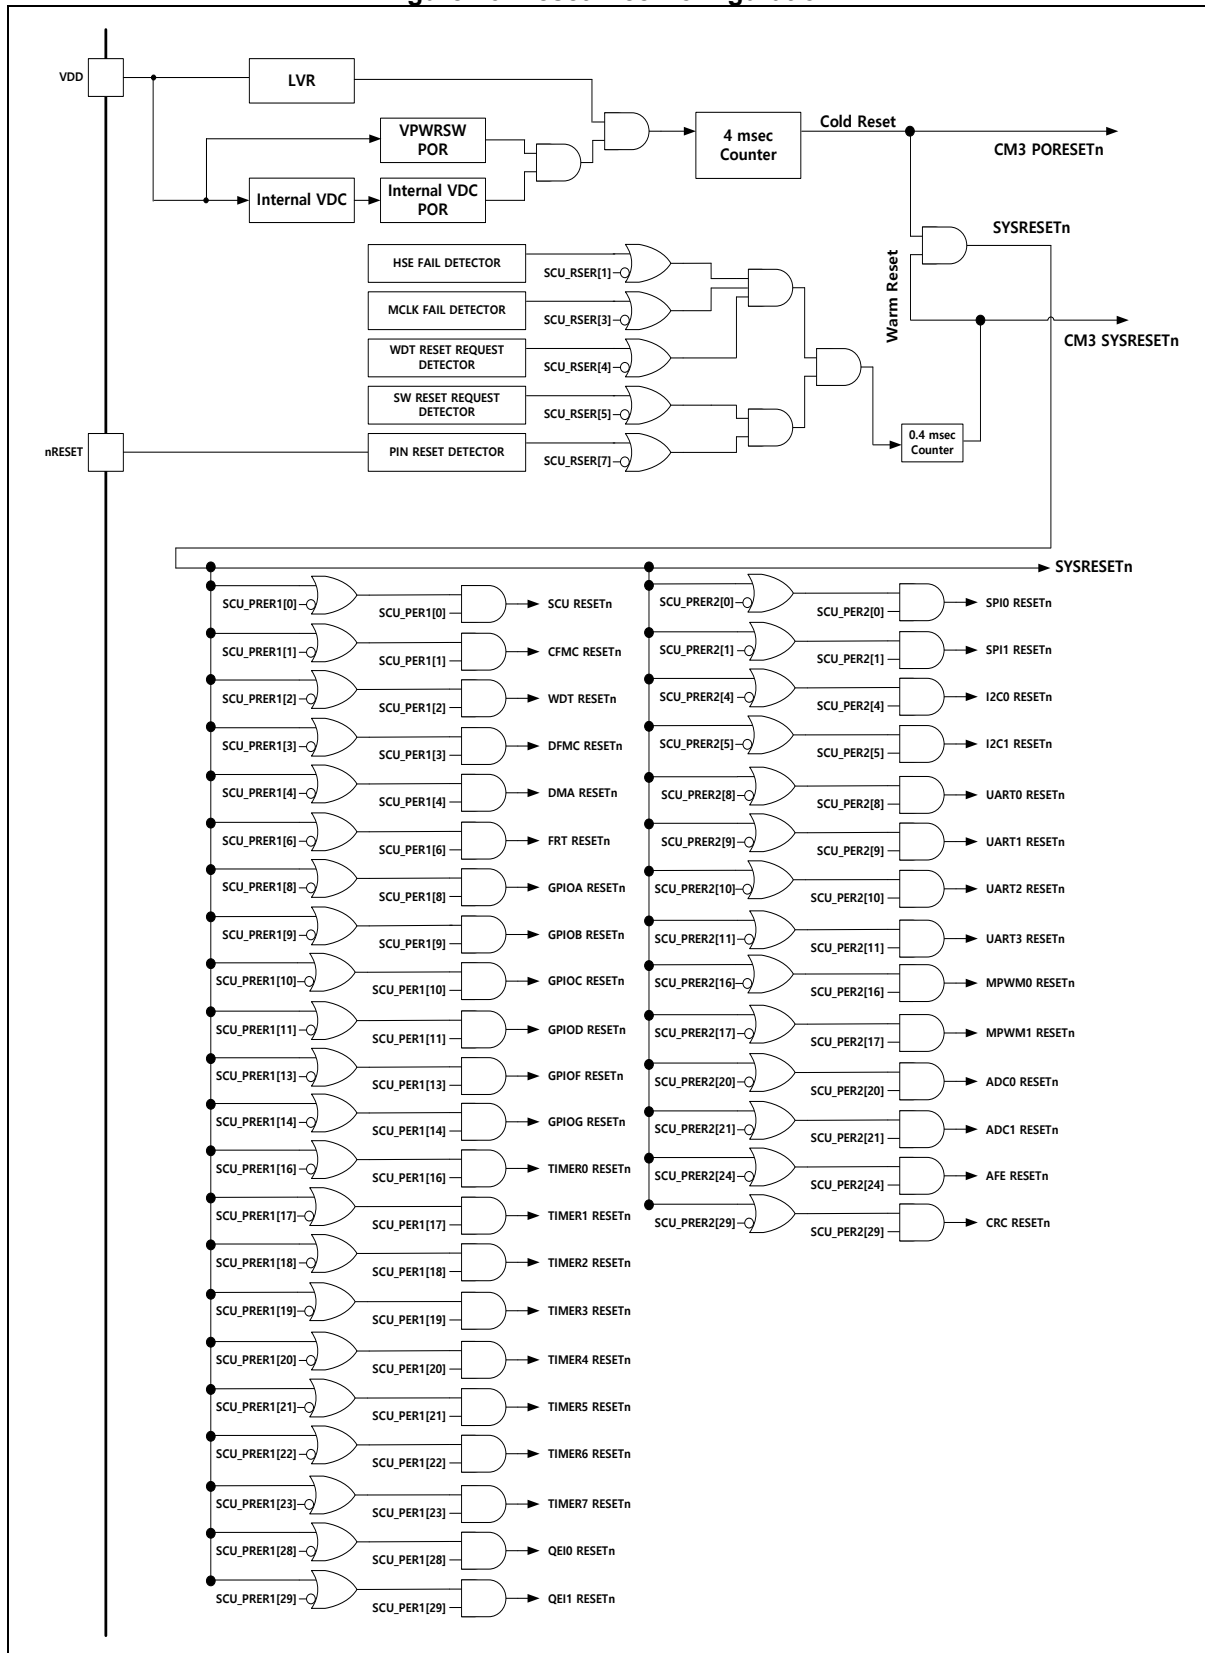 VDD
LVR
VPWRSW
POR
Internal VDC
Internal VDC
POR
4 msec
Counter
Cold Reset
CM3 PORESETn
SYSRESETn
Warm Reset
CM3 SYSRESETn
HSE FAIL DETECTOR
SCU_RSER[1]
MCLK FAIL DETECTOR
SCU_RSER[3]
WDT RESET REQUEST
DETECTOR
SCU_RSER[4]
SW RESET REQUEST
DETECTOR
SCU_RSER[5]
nRESET
PIN RESET DETECTOR
SCU_RSER[7]
0.4 msec
Counter
SYSRESETn
SCU_PRER1[0]
SCU_PER1[0]
SCU RESETn
SCU_PRER1[1]
SCU_PER1[1]
CFMC RESETn
SCU_PRER1[2]
SCU_PER1[2]
WDT RESETn
SCU_PRER1[3]
SCU_PER1[3]
DFMC RESETn
SCU_PRER1[4]
SCU_PER1[4]
DMA RESETn
SCU_PRER1[6]
SCU_PER1[6]
FRT RESETn
SCU_PRER1[8]
SCU_PER1[8]
GPIOA RESETn
SCU_PRER1[9]
SCU_PER1[9]
GPIOB RESETn
SCU_PRER1[10]
SCU_PER1[10]
GPIOC RESETn
SCU_PRER1[11]
SCU_PER1[11]
GPIOD RESETn
SCU_PRER1[13]
SCU_PER1[13]
GPIOF RESETn
SCU_PRER1[14]
SCU_PER1[14]
GPIOG RESETn
SCU_PRER1[16]
SCU_PER1[16]
TIMER0 RESETn
SCU_PRER1[17]
SCU_PER1[17]
TIMER1 RESETn
SCU_PRER1[18]
SCU_PER1[18]
TIMER2 RESETn
SCU_PRER1[19]
SCU_PER1[19]
TIMER3 RESETn
SCU_PRER1[20]
SCU_PER1[20]
TIMER4 RESETn
SCU_PRER1[21]
SCU_PER1[21]
TIMER5 RESETn
SCU_PRER1[22]
SCU_PER1[22]
TIMER6 RESETn
SCU_PRER1[23]
SCU_PER1[23]
TIMER7 RESETn
SCU_PRER1[28]
SCU_PER1[28]
QEI0 RESETn
SCU_PRER1[29]
SCU_PER1[29]
QEI1 RESETn
SCU_PRER2[0]
SCU_PER2[0]
SPI0 RESETn
SCU_PRER2[1]
SCU_PER2[1]
SPI1 RESETn
SCU_PRER2[4]
SCU_PER2[4]
I2C0 RESETn
SCU_PRER2[5]
SCU_PER2[5]
I2C1 RESETn
SCU_PRER2[8]
SCU_PER2[8]
UART0 RESETn
SCU_PRER2[9]
SCU_PER2[9]
UART1 RESETn
SCU_PRER2[10]
SCU_PER2[10]
UART2 RESETn
SCU_PRER2[11]
SCU_PER2[11]
UART3 RESETn
SCU_PRER2[16]
SCU_PER2[16]
MPWM0 RESETn
SCU_PRER2[17]
SCU_PER2[17]
MPWM1 RESETn
SCU_PRER2[20]
SCU_PER2[20]
ADC0 RESETn
SCU_PRER2[21]
SCU_PER2[21]
ADC1 RESETn
SCU_PRER2[24]
SCU_PER2[24]
AFE RESETn
SCU_PRER2[29]
SCU_PER2[29]
CRC RESETn